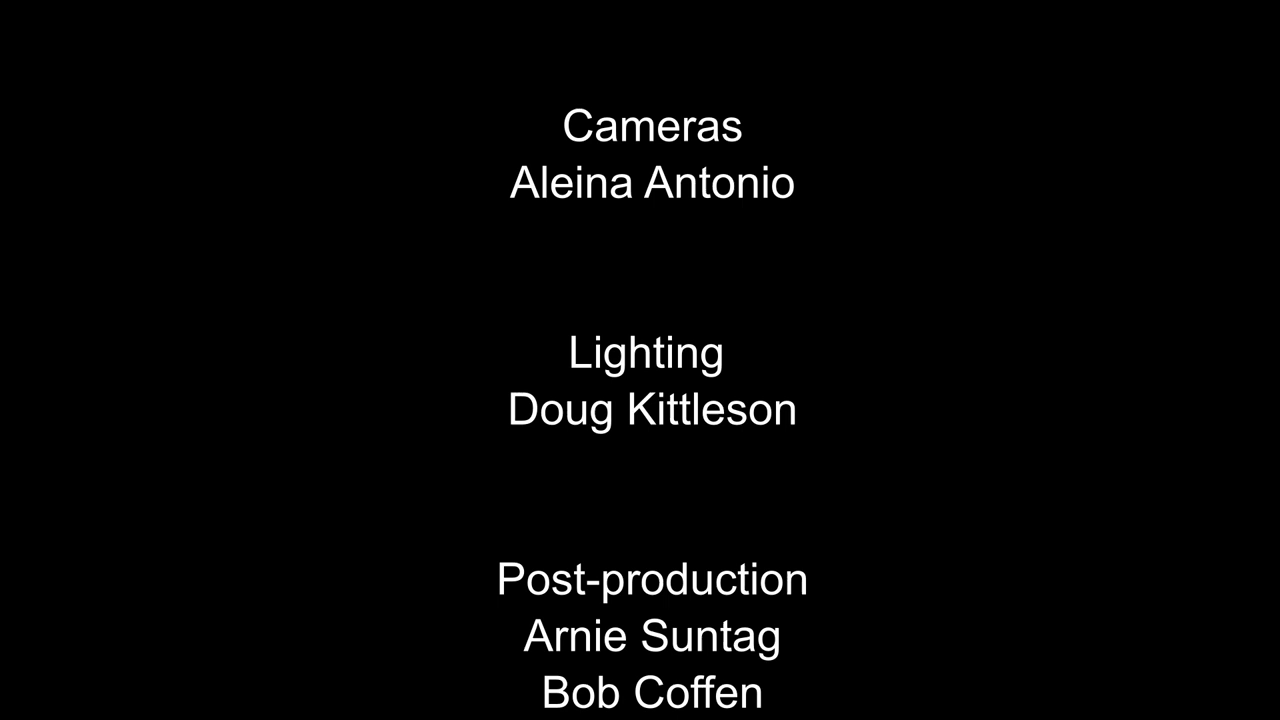 Cameras
Aleina Antonio
Lighting
Doug Kittleson
Post-production
Arnie Suntag
Bob Coffen